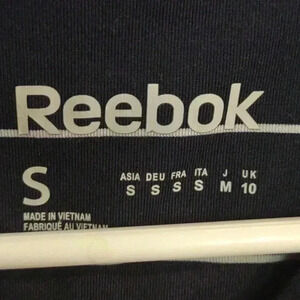 Reebok
S
ASIA DEU FRA ITA J UK
S S S S M 10
MADE IN VIETNAM
FABRIQUÉ AU VIETNAM